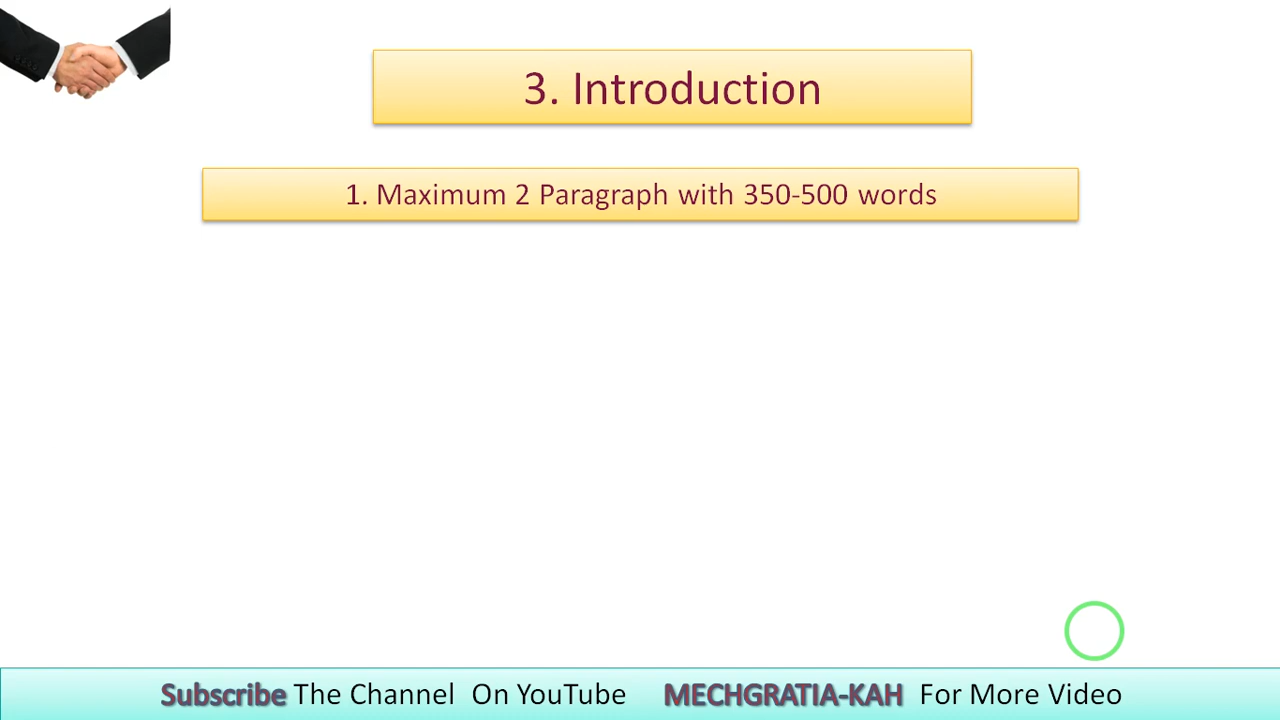 3. Introduction
1. Maximum 2 Paragraph with 350-500 words
Subscribe The Channel On YouTube MECHGRATIA-KAH For More Video